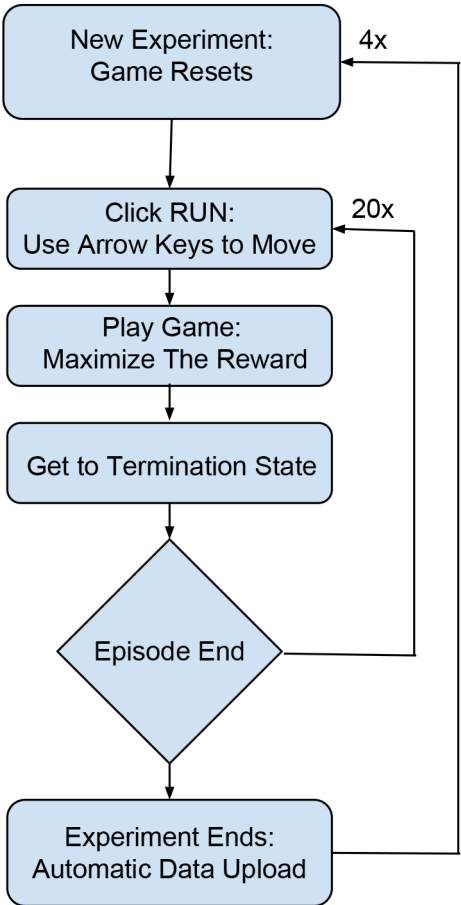 New Experiment:
Game Resets
4x
Click RUN:
Use Arrow Keys to Move
20x
Play Game:
Maximize The Reward
Get to Termination State
Episode End
Experiment Ends:
Automatic Data Upload